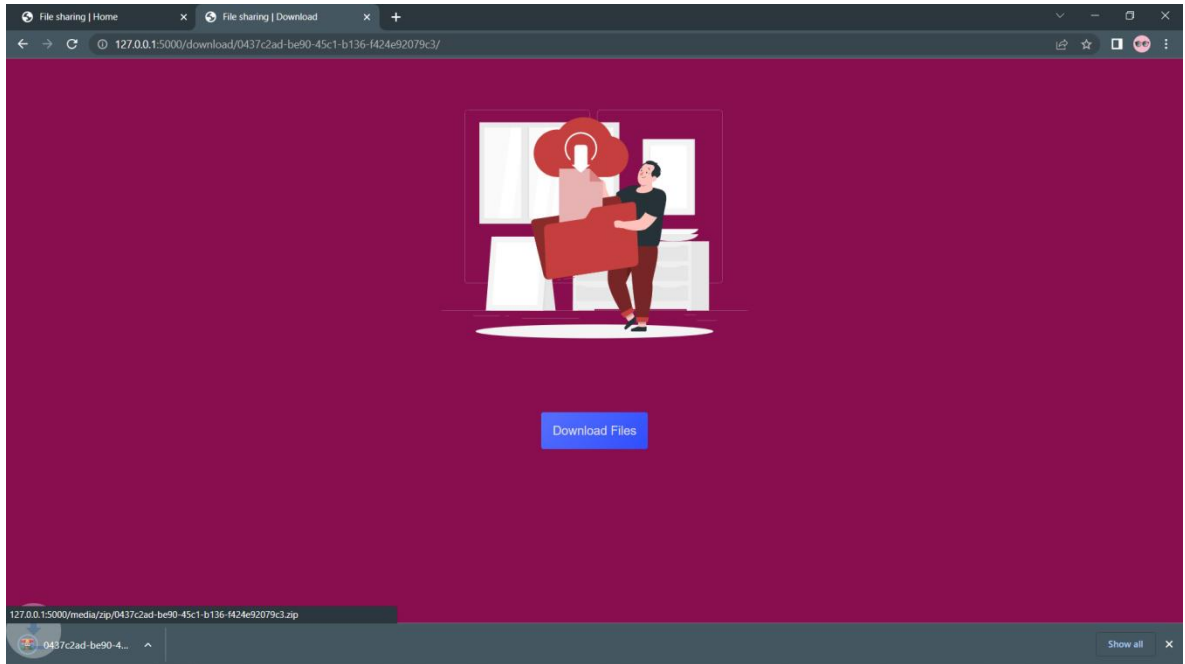 File sharing | Home
File sharing | Download
127.0.0.1:5000/download/0437c2ad-be90-45c1-b136-f424e92079c3/
Download Files
127.0.0.1:5000/media/zip/0437c2ad-be90-45c1-b136-f424e92079c3.zip
0437c2ad-be90-4...
Show all